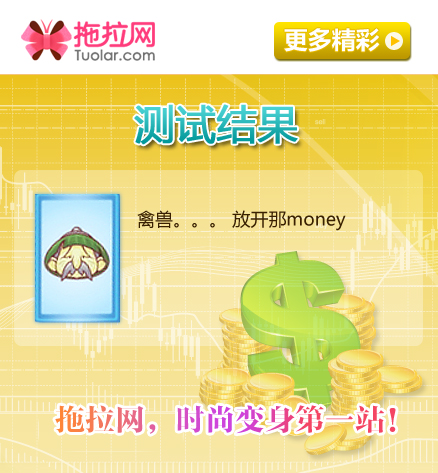 拖拉网
Tuolar.com
更多精彩
测试结果
禽兽。。。 放开那money
拖拉网，时尚变身第一站!